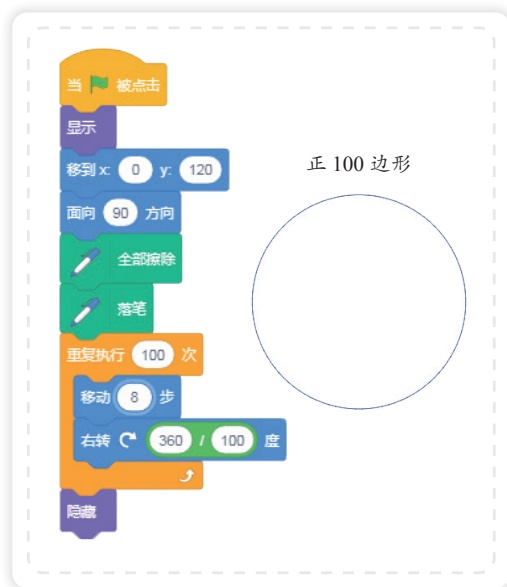 当 被点击
显示
移到 x: 0 y: 120
面向 90 方向
全部擦除
落笔
重复执行 100 次
移动 8 步
右转 360 / 100 度
隐藏
正 100 边形